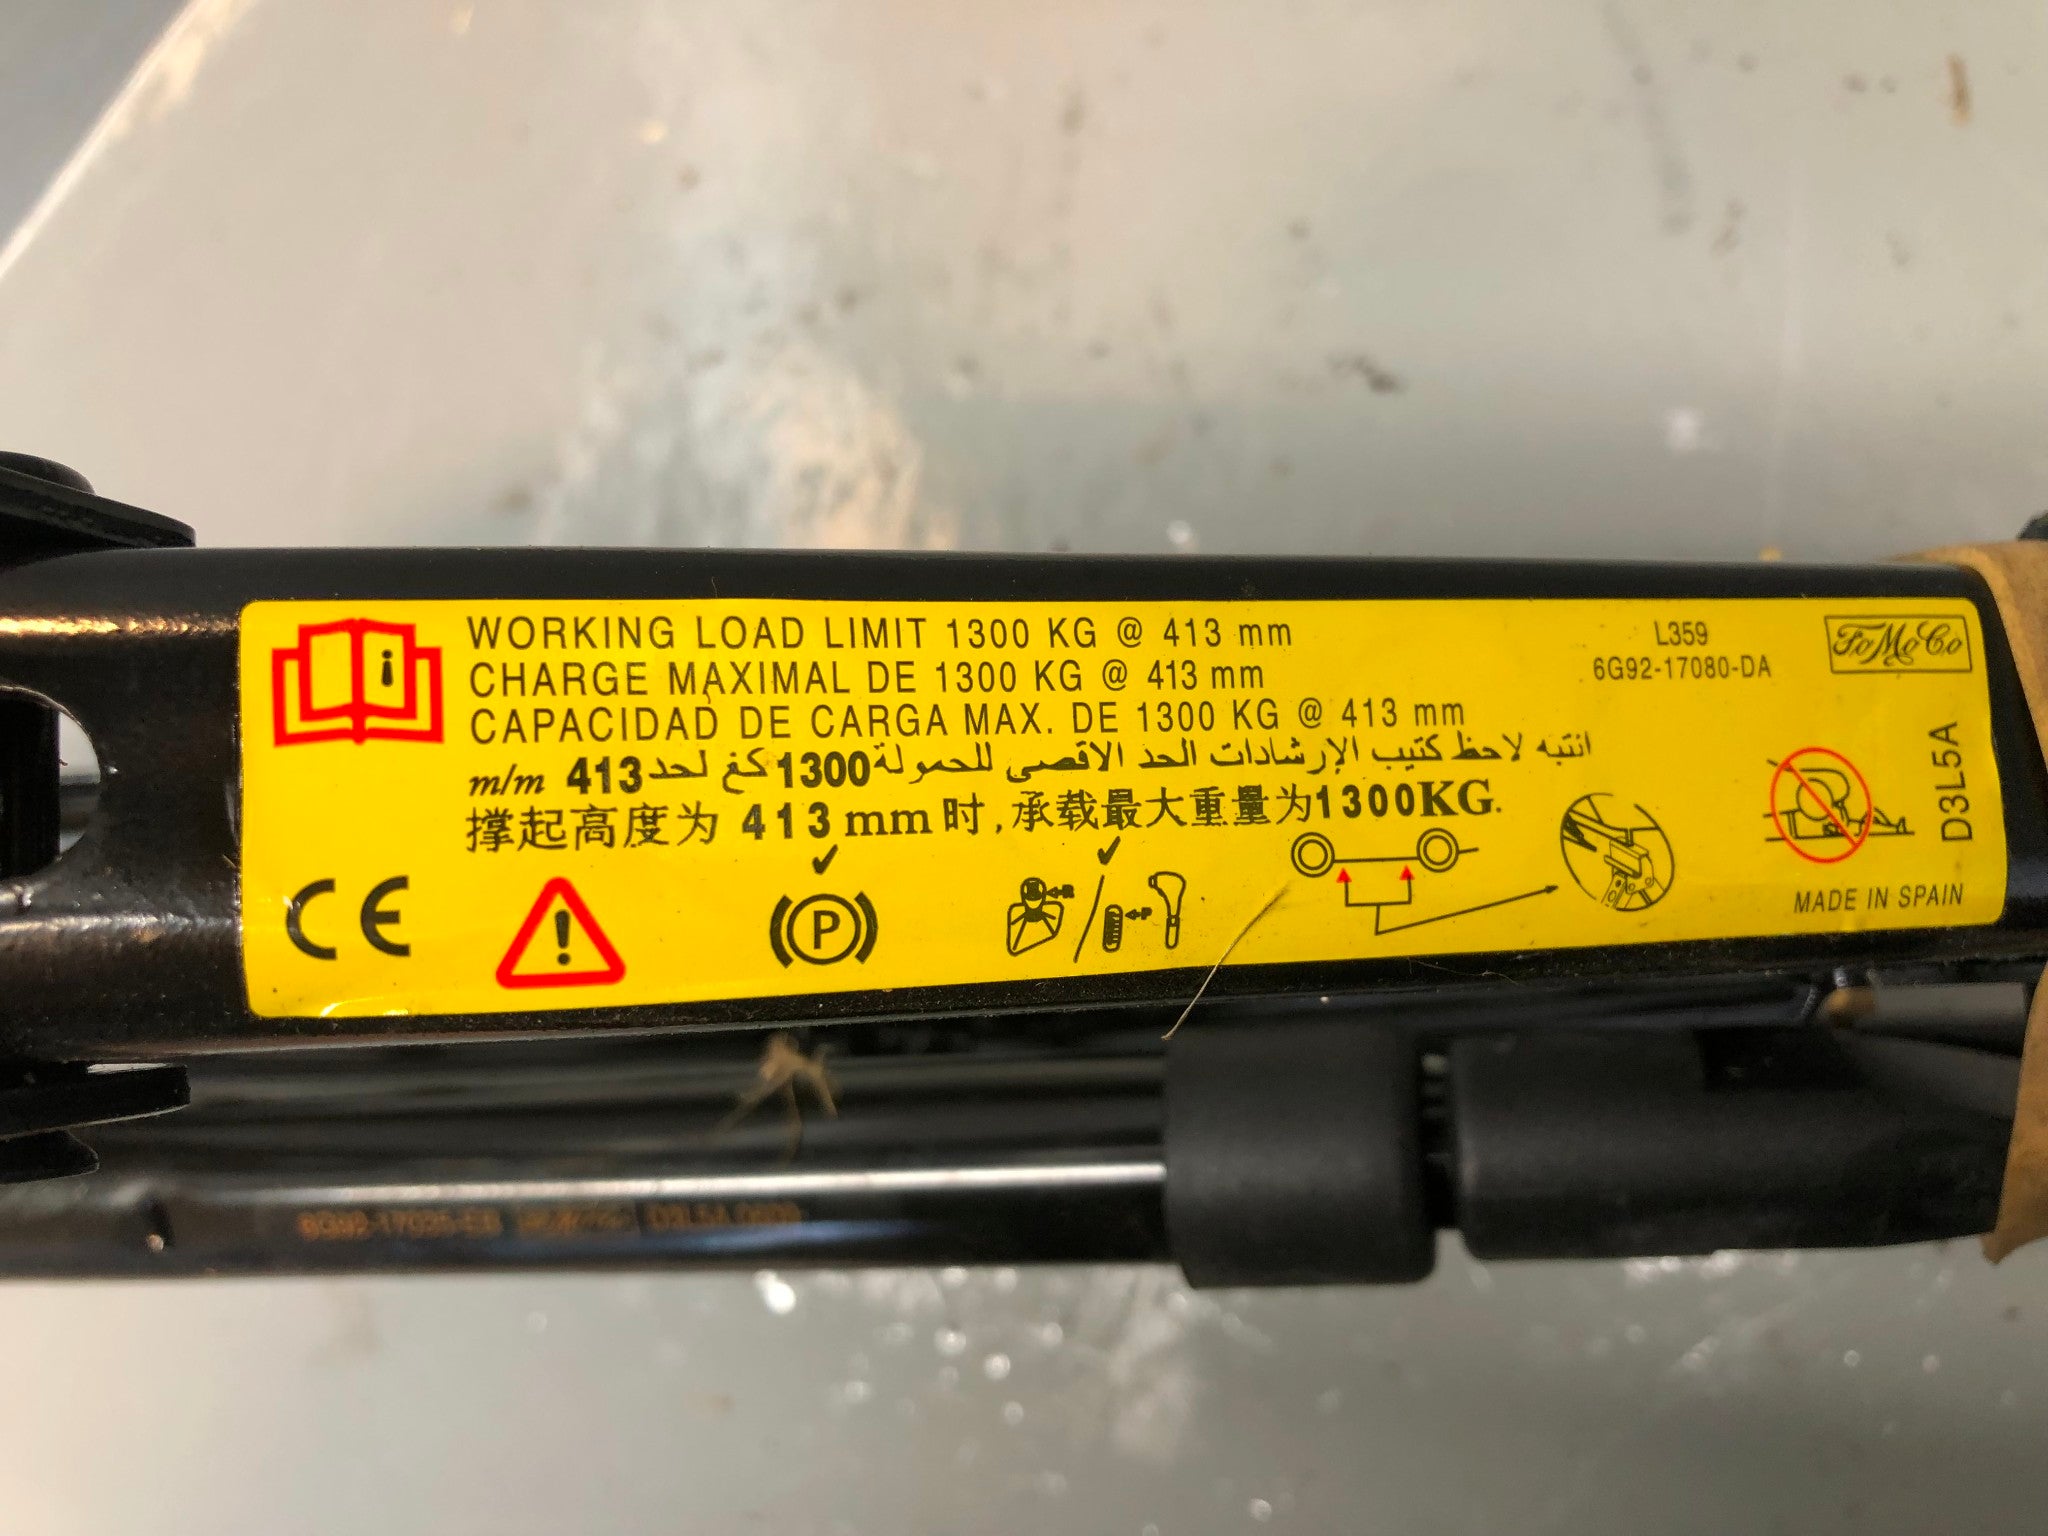 WORKING LOAD LIMIT 1300 KG @ 413 mm
CHARGE MAXIMAL DE 1300 KG @ 413 mm
CAPACIDAD DE CARGA MAX. DE 1300 KG @ 413 mm
انتبه لاحظ كتيب الإرشادات الحد الاقصى للحمولة 1300 كغ لحد 413 m/m
撑起高度为 413 mm 时,承载最大重量为1300KG.
L359
6G92-17080-DA
FoMoCo
D3L5A
CE
P
R
P
MADE IN SPAIN
D3L5A